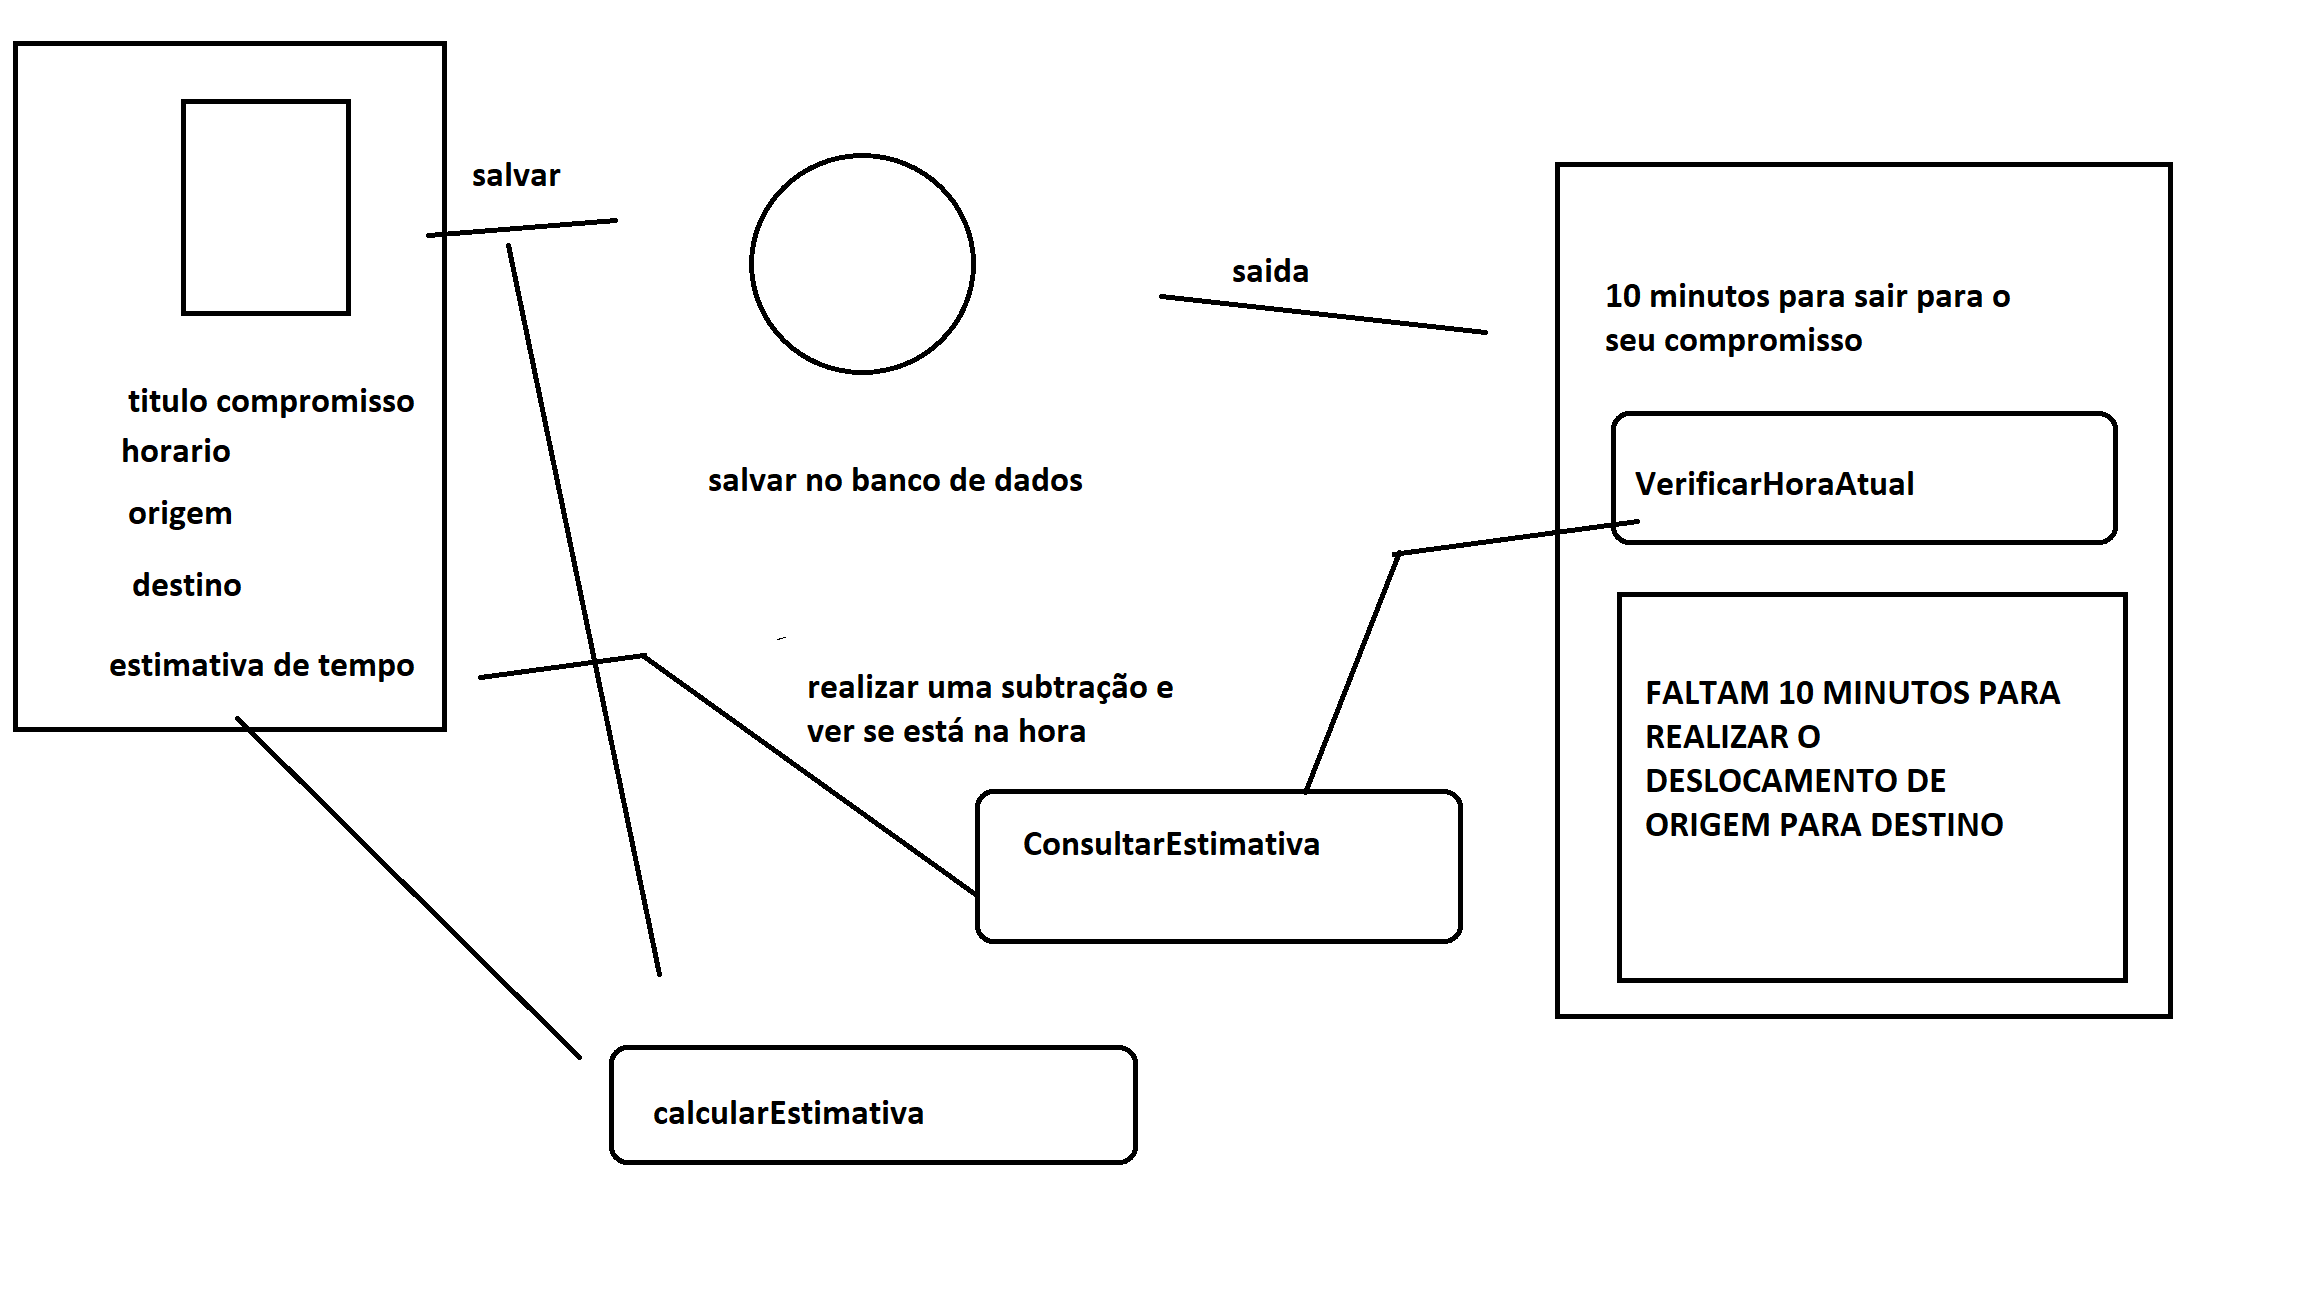 salvar
titulo compromisso
horario
origem
destino
estimativa de tempo
salvar no banco de dados
saida
realizar uma subtração e
ver se está na hora
ConsultarEstimativa
calcularEstimativa
10 minutos para sair para o
seu compromisso
VerificarHoraAtual
FALTAM 10 MINUTOS PARA
REALIZAR O
DESLOCAMENTO DE
ORIGEM PARA DESTINO